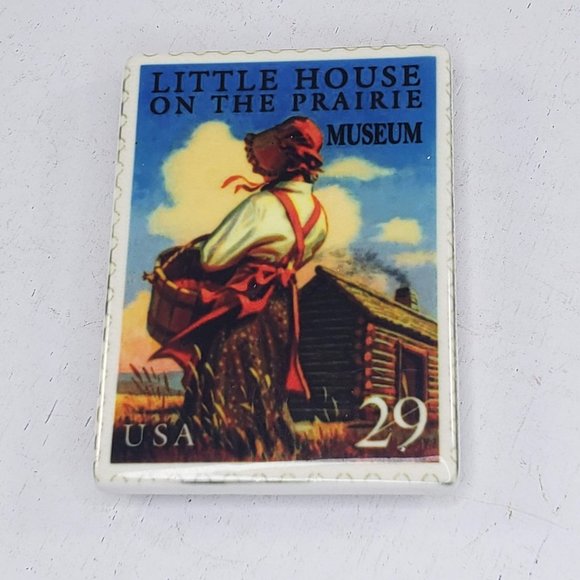 LITTLE HOUSE
ON THE PRAIRIE
MUSEUM
USA
29